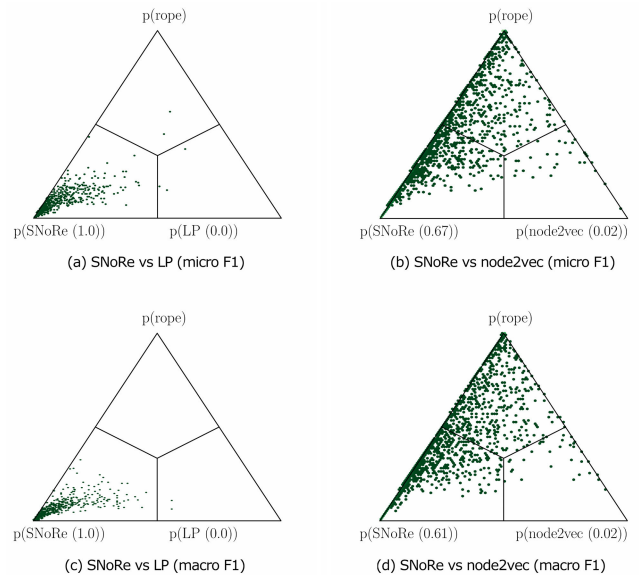 p(rope)
p(rope)
p(SNoRe (1.0)) p(LP (0.0))
p(SNoRe (0.67)) p(node2vec (0.02))
(a) SNoRe vs LP (micro F1)
(b) SNoRe vs node2vec (micro F1)
p(rope)
p(rope)
p(SNoRe (1.0)) p(LP (0.0))
p(SNoRe (0.61)) p(node2vec (0.02))
(c) SNoRe vs LP (macro F1)
(d) SNoRe vs node2vec (macro F1)